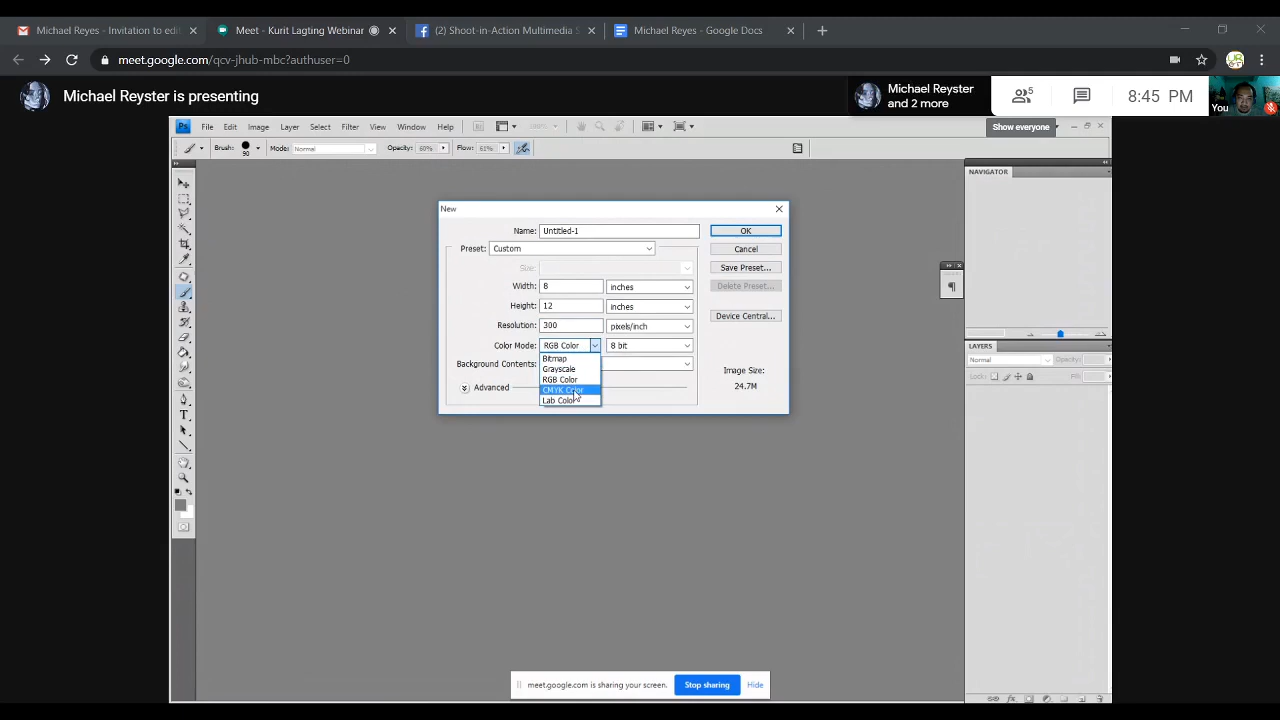 Michael Reyes - Invitation to edit
Meet - Kurit Lagting Webinar
(2) Shoot-in-Action Multimedia S
Michael Reyes - Google Docs
meet.google.com/qcv-jhub-mbc?authuser=0
Michael Reyster is presenting
Michael Reyster
and 2 more
5
8:45 PM
You
Ps File Edit Image Layer Select Filter View Window Help
Show everyone
Brush: 90 Mode: Normal Opacity: 60% Flow: 61%
NAVIGATOR
New
Name: Untitled-1 OK
Preset: Custom Cancel
Size: Save Preset...
Width: 8 inches Delete Preset...
Height: 12 inches
Device Central...
Resolution: 300 pixels/inch
Color Mode: RGB Color 8 bit
Bitmap
Background Contents:
Grayscale
Image Size:
RGB Color
24.7M
Advanced
CMYK Color
Lab Color
LAYERS
Normal Opacity:
Lock: Fill:
meet.google.com is sharing your screen. Stop sharing Hide